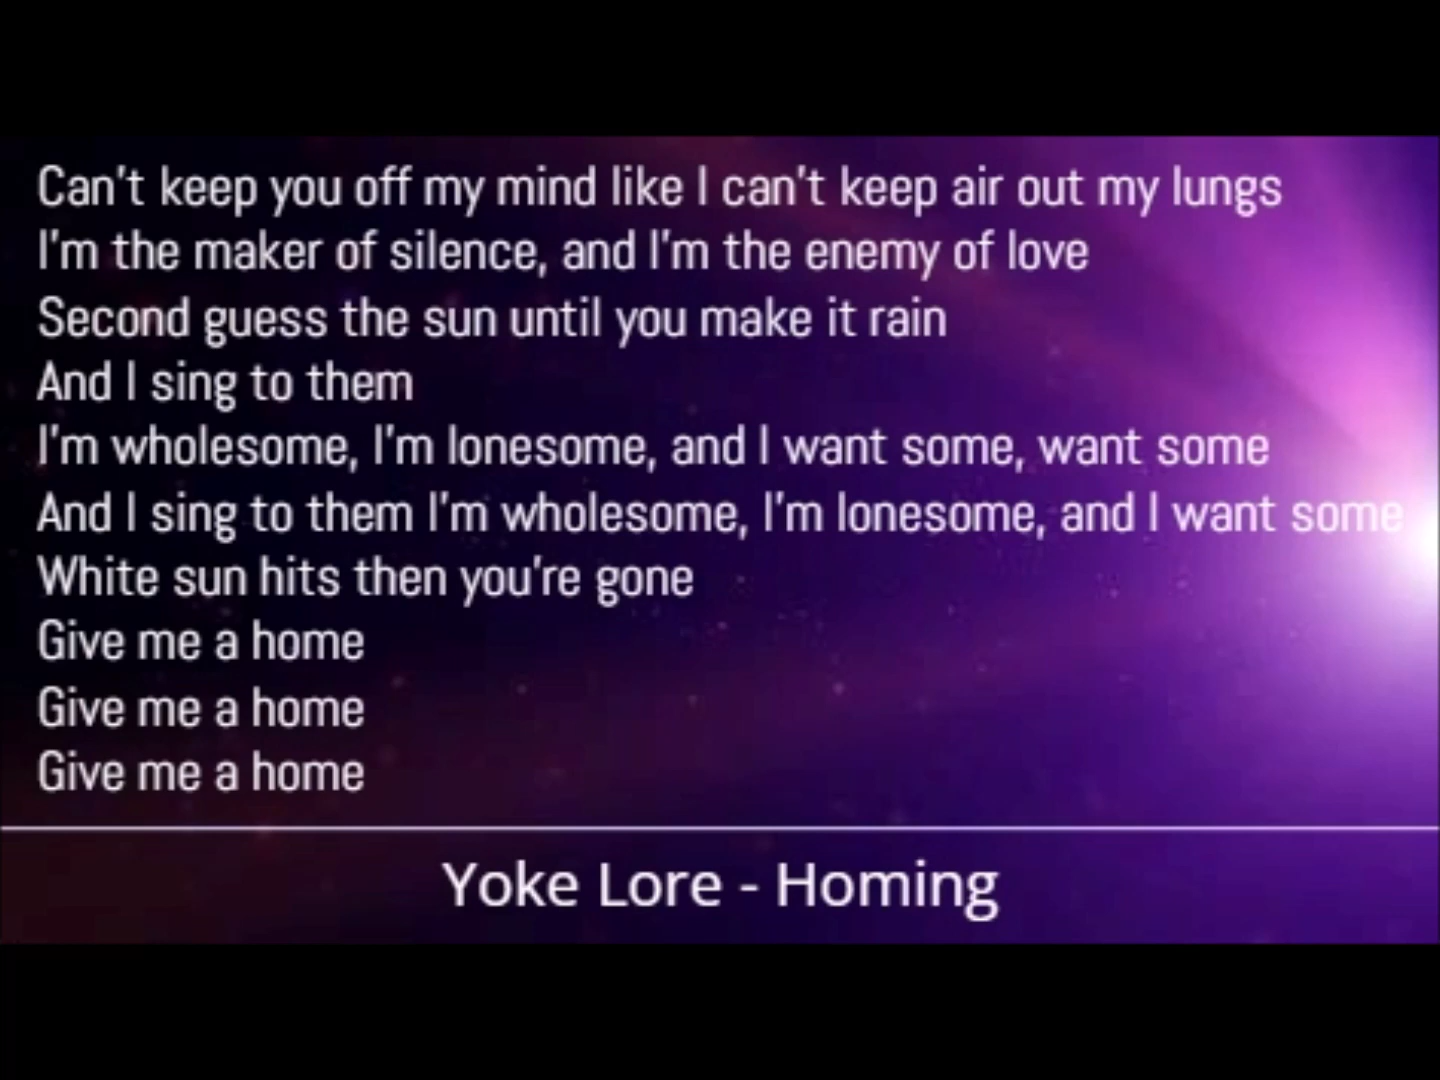 Can't keep you off my mind like I can't keep air out my lungs
I'm the maker of silence, and I'm the enemy of love
Second guess the sun until you make it rain
And I sing to them
I'm wholesome, I'm lonesome, and I want some, want some
And I sing to them I'm wholesome, I'm lonesome, and I want some
White sun hits then you're gone
Give me a home
Give me a home
Give me a home
Yoke Lore - Homing